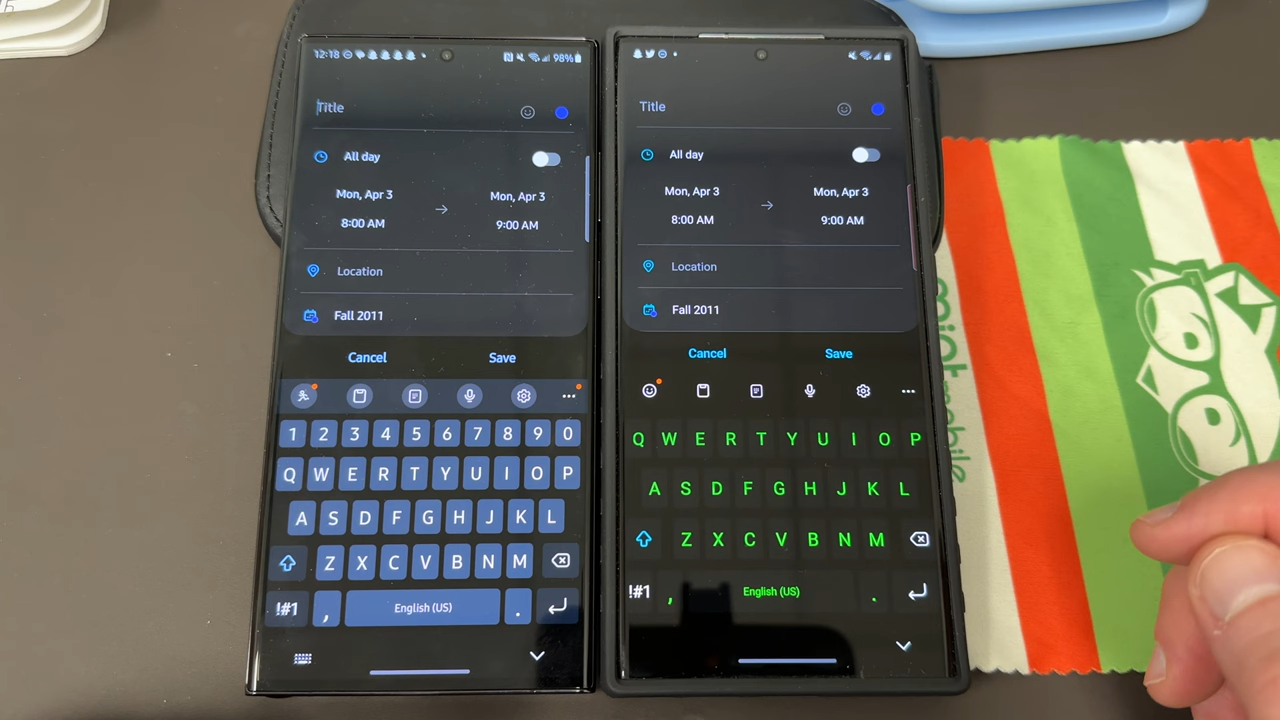 12:18
98%
Title
All day
Mon, Apr 3
Mon, Apr 3
8:00 AM
9:00 AM
Location
Fall 2011
Cancel
Save
1 2 3 4 5 6 7 8 9 0
Q W E R T Y U I O P
A S D F G H J K L
Z X C V B N M
!#1 , English (US) .
Title
All day
Mon, Apr 3
Mon, Apr 3
8:00 AM
9:00 AM
Location
Fall 2011
Cancel
Save
Q W E R T Y U I O P
A S D F G H J K L
Z X C V B N M
!#1 , English (US) .
mint mobile